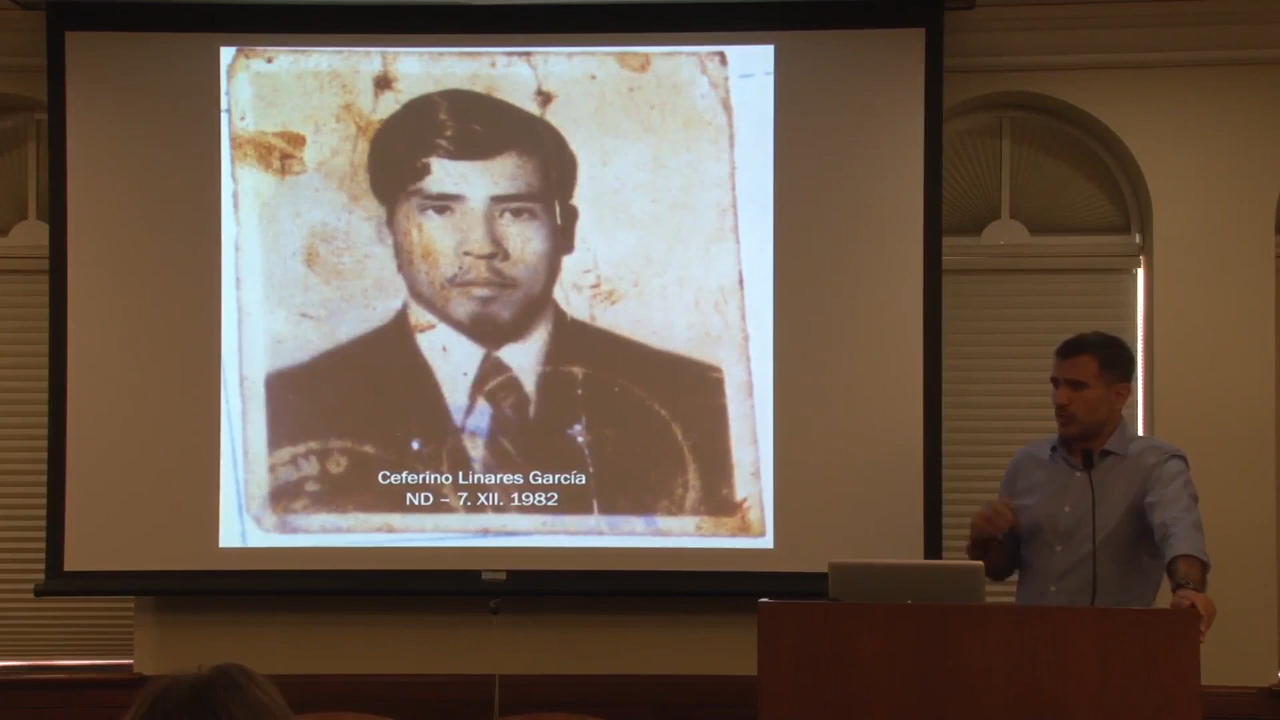 Ceferino Linares García
ND – 7. XII. 1982